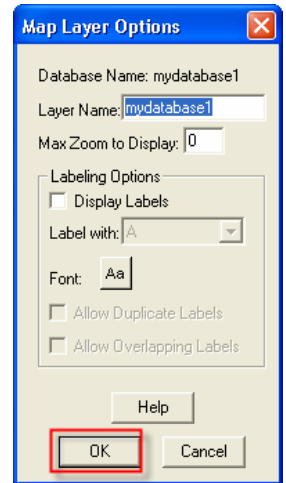 Map Layer Options
Database Name: mydatabase1
Layer Name: mydatabase1
Max Zoom to Display: 0
Labeling Options
Display Labels
Label with: A
Font: Aa
Allow Duplicate Labels
Allow Overlapping Labels
Help
OK Cancel